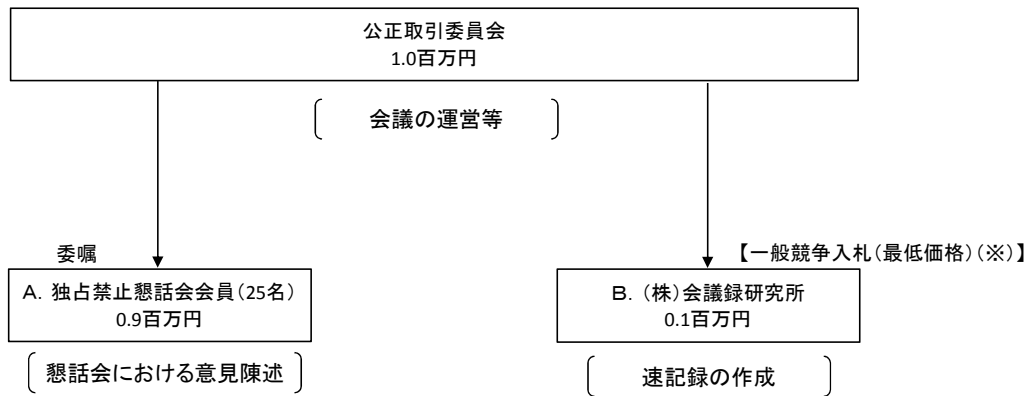 公正取引委員会
1.0百万円
会議の運営等
委嘱
【一般競争入札(最低価格)(※)】
A. 独占禁止懇話会会員(25名)
0.9百万円
B. (株)会議録研究所
0.1百万円
懇話会における意見陳述
速記録の作成